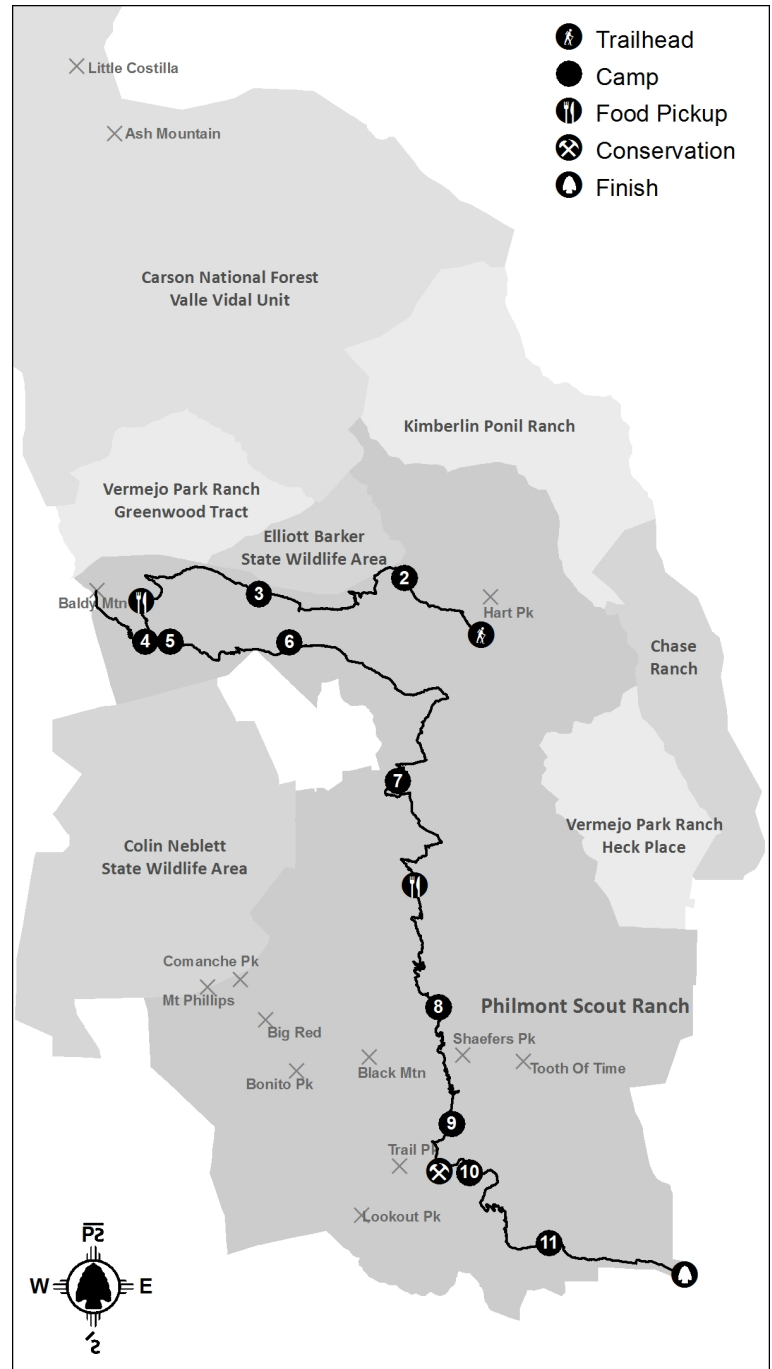 Trailhead
Camp
Food Pickup
Conservation
Finish
Little Costilla
Ash Mountain
Carson National Forest
Valle Vidal Unit
Kimberlin Ponil Ranch
Vermejo Park Ranch
Greenwood Tract
Elliott Barker
State Wildlife Area
2
3
Baldy Mtn
Hart Pk
4
5
6
Chase
Ranch
7
Vermejo Park Ranch
Heck Place
Colin Neblett
State Wildlife Area
Comanche Pk
Mt Phillips
8
Philmont Scout Ranch
Big Red
Shaefers Pk
Bonito Pk
Black Mtn
Tooth Of Time
9
Trail Pk
10
Lookout Pk
11
W
E